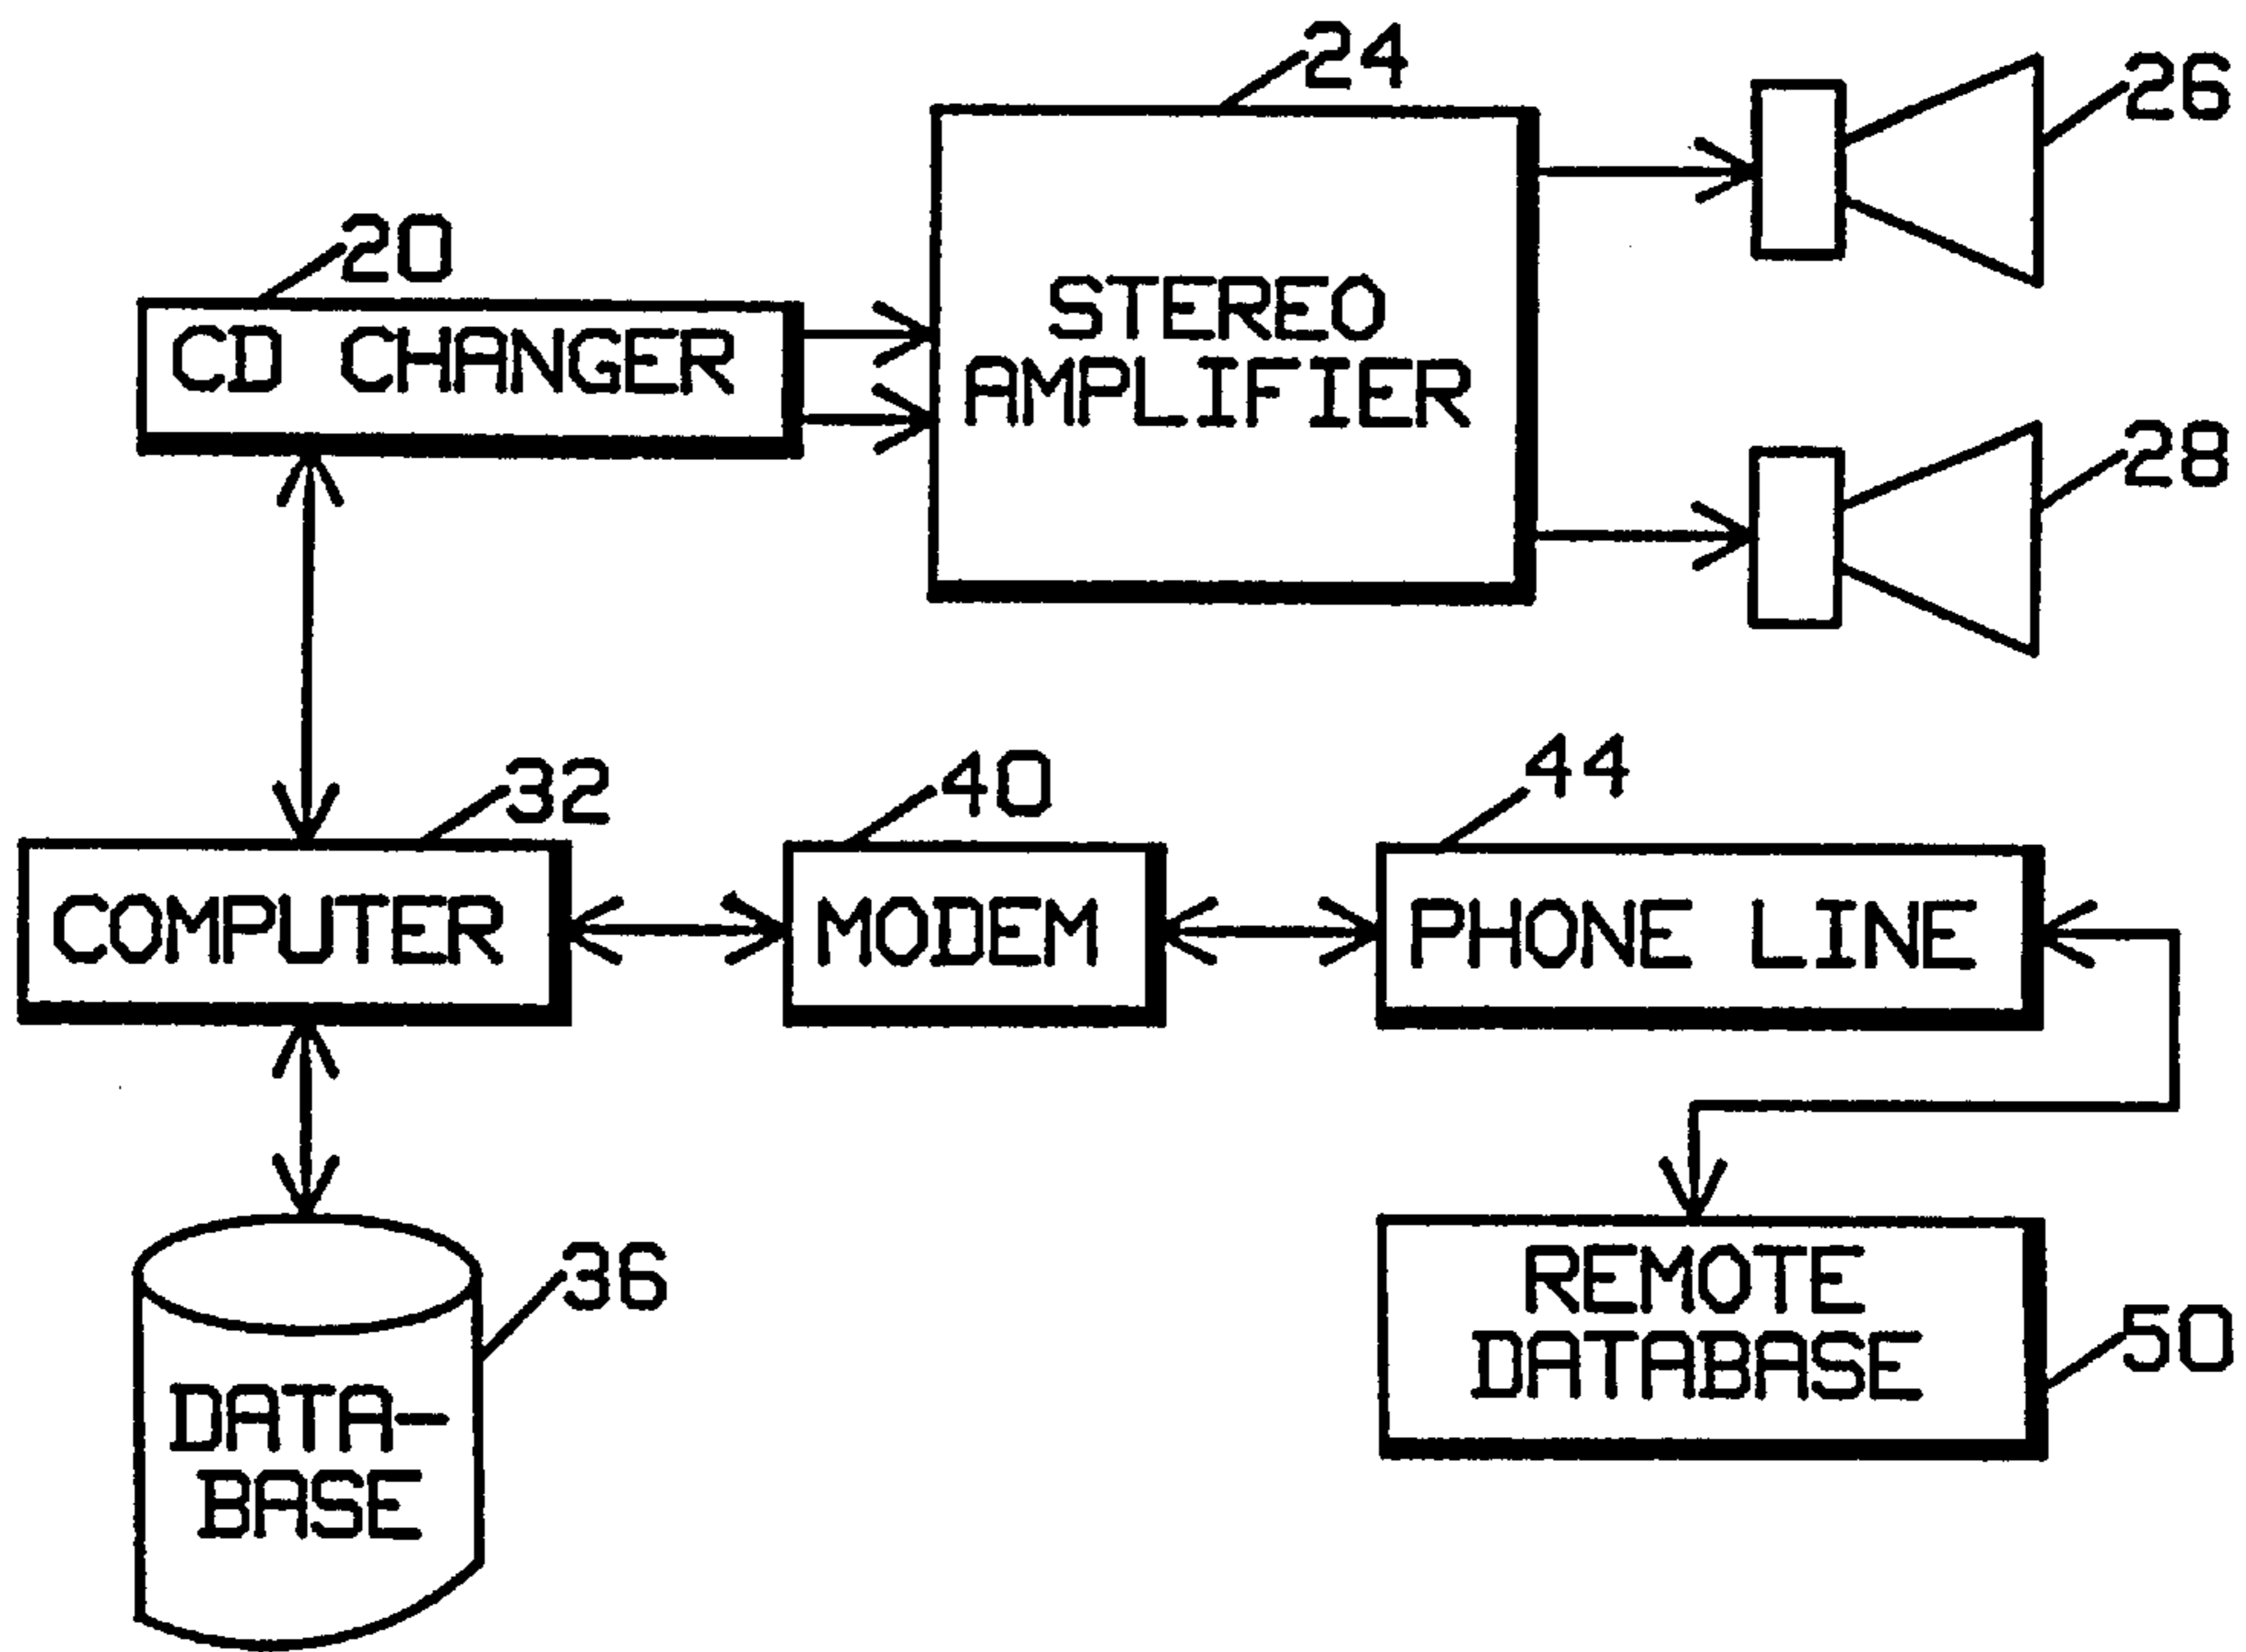 24
26
20
STEREO
AMPLIFIER
CD CHANGER
28
32
40
44
COMPUTER
MODEM
PHONE LINE
36
REMOTE
DATABASE
50
DATA-
BASE